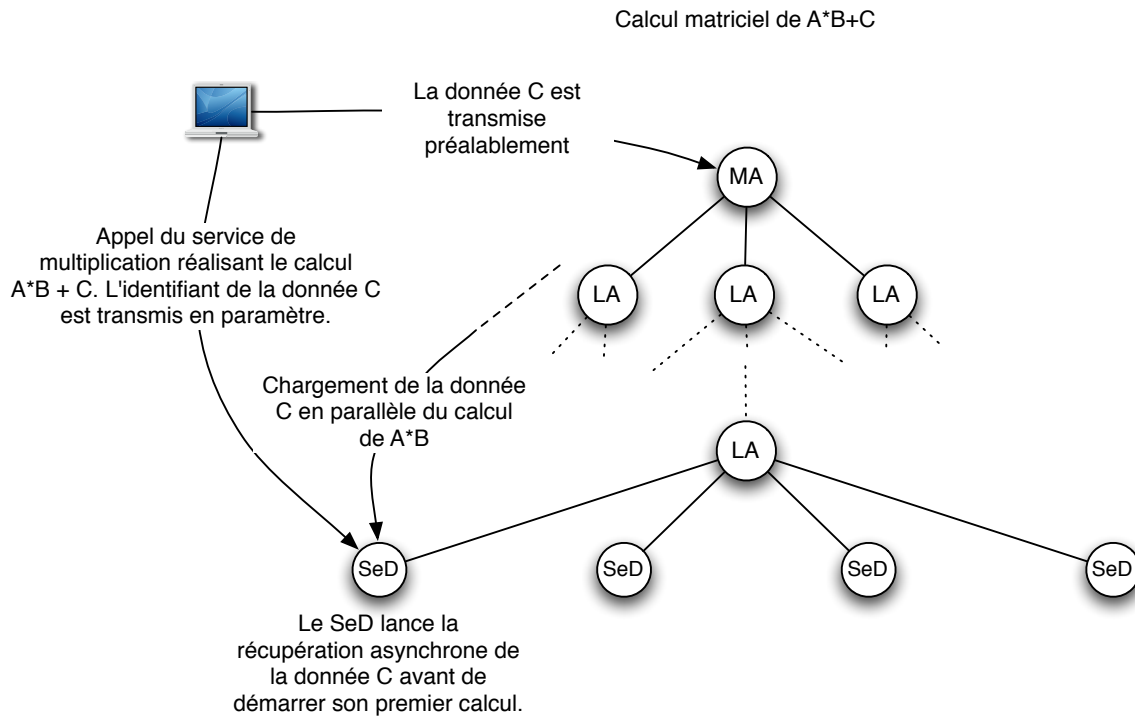 Calcul matriciel de A*B+C
La donnée C est
transmise
préalablement
MA
Appel du service de
multiplication réalisant le calcul
A*B + C. L'identifiant de la donnée C
est transmis en paramètre.
LA
LA
LA
Chargement de la donnée
C en parallèle du calcul
de A*B
LA
SeD
SeD
SeD
SeD
Le SeD lance la
récupération asynchrone de
la donnée C avant de
démarrer son premier calcul.